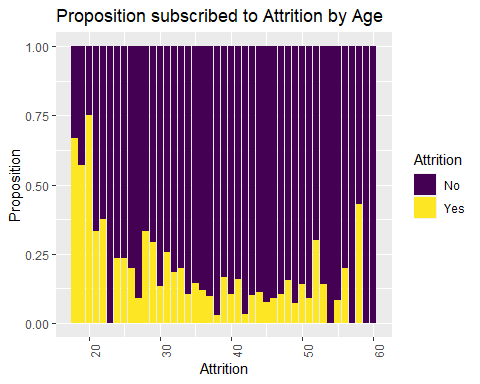 Proposition subscribed to Attrition by Age
1.00
0.75
0.50
0.25
0.00
Proposition
20
30
40
50
60
Attrition
Attrition
No
Yes